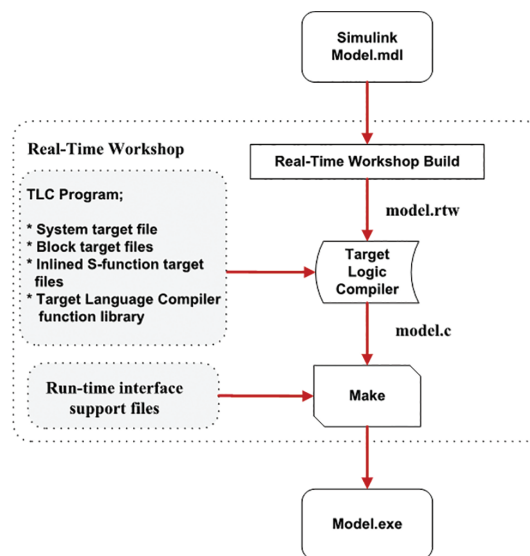 Simulink
Model.mdl
Real-Time Workshop
Real-Time Workshop Build
TLC Program;
* System target file
* Block target files
* Inlined S-function target
files
* Target Language Compiler
function library
model.rtw
Target
Logic
Compiler
model.c
Run-time interface
support files
Make
Model.exe